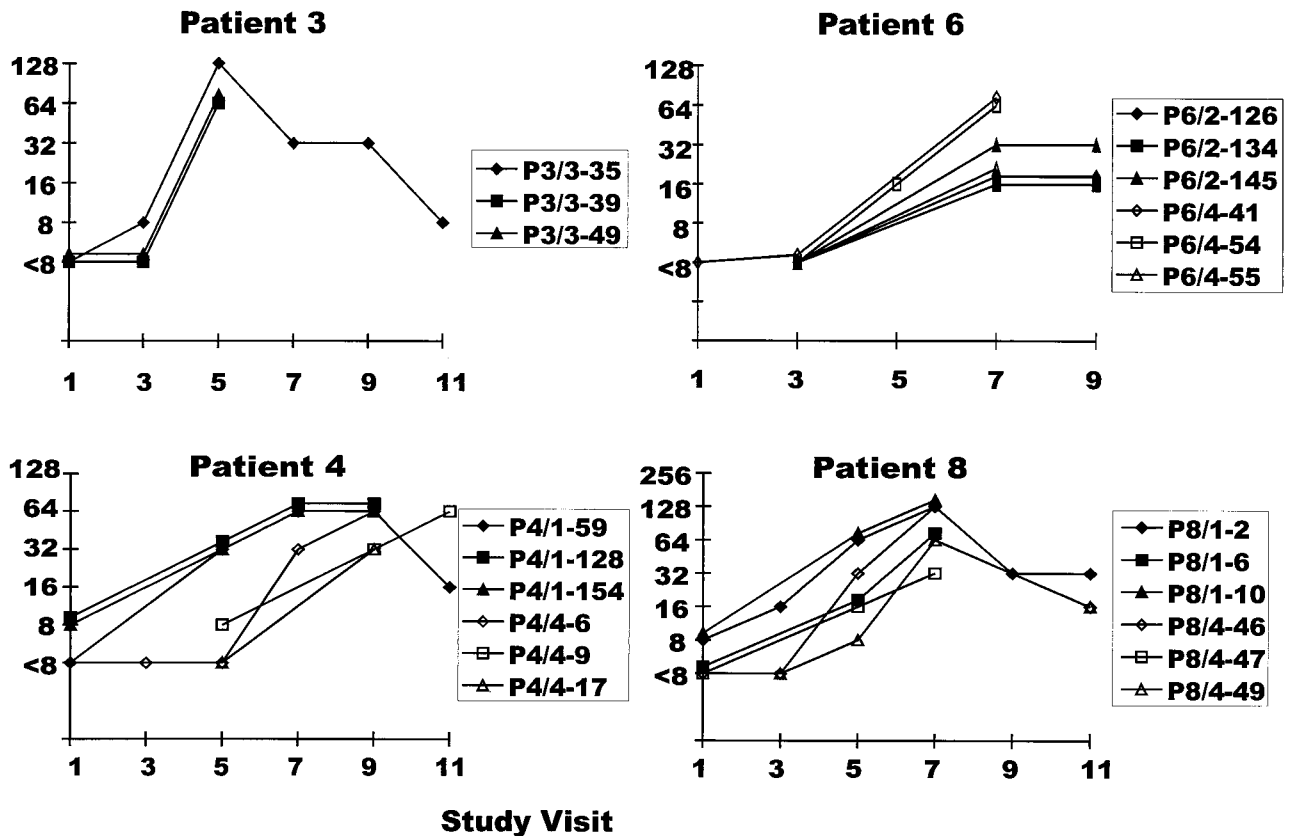 Patient 3
128
64
32
16
8
<8
1 3 5 7 9 11
P3/3-35
P3/3-39
P3/3-49
Patient 6
128
64
32
16
8
<8
1 3 5 7 9
P6/2-126
P6/2-134
P6/2-145
P6/4-41
P6/4-54
P6/4-55
Patient 4
128
64
32
16
8
<8
1 3 5 7 9 11
P4/1-59
P4/1-128
P4/1-154
P4/4-6
P4/4-9
P4/4-17
Patient 8
256
128
64
32
16
8
<8
1 3 5 7 9 11
P8/1-2
P8/1-6
P8/1-10
P8/4-46
P8/4-47
P8/4-49
Study Visit